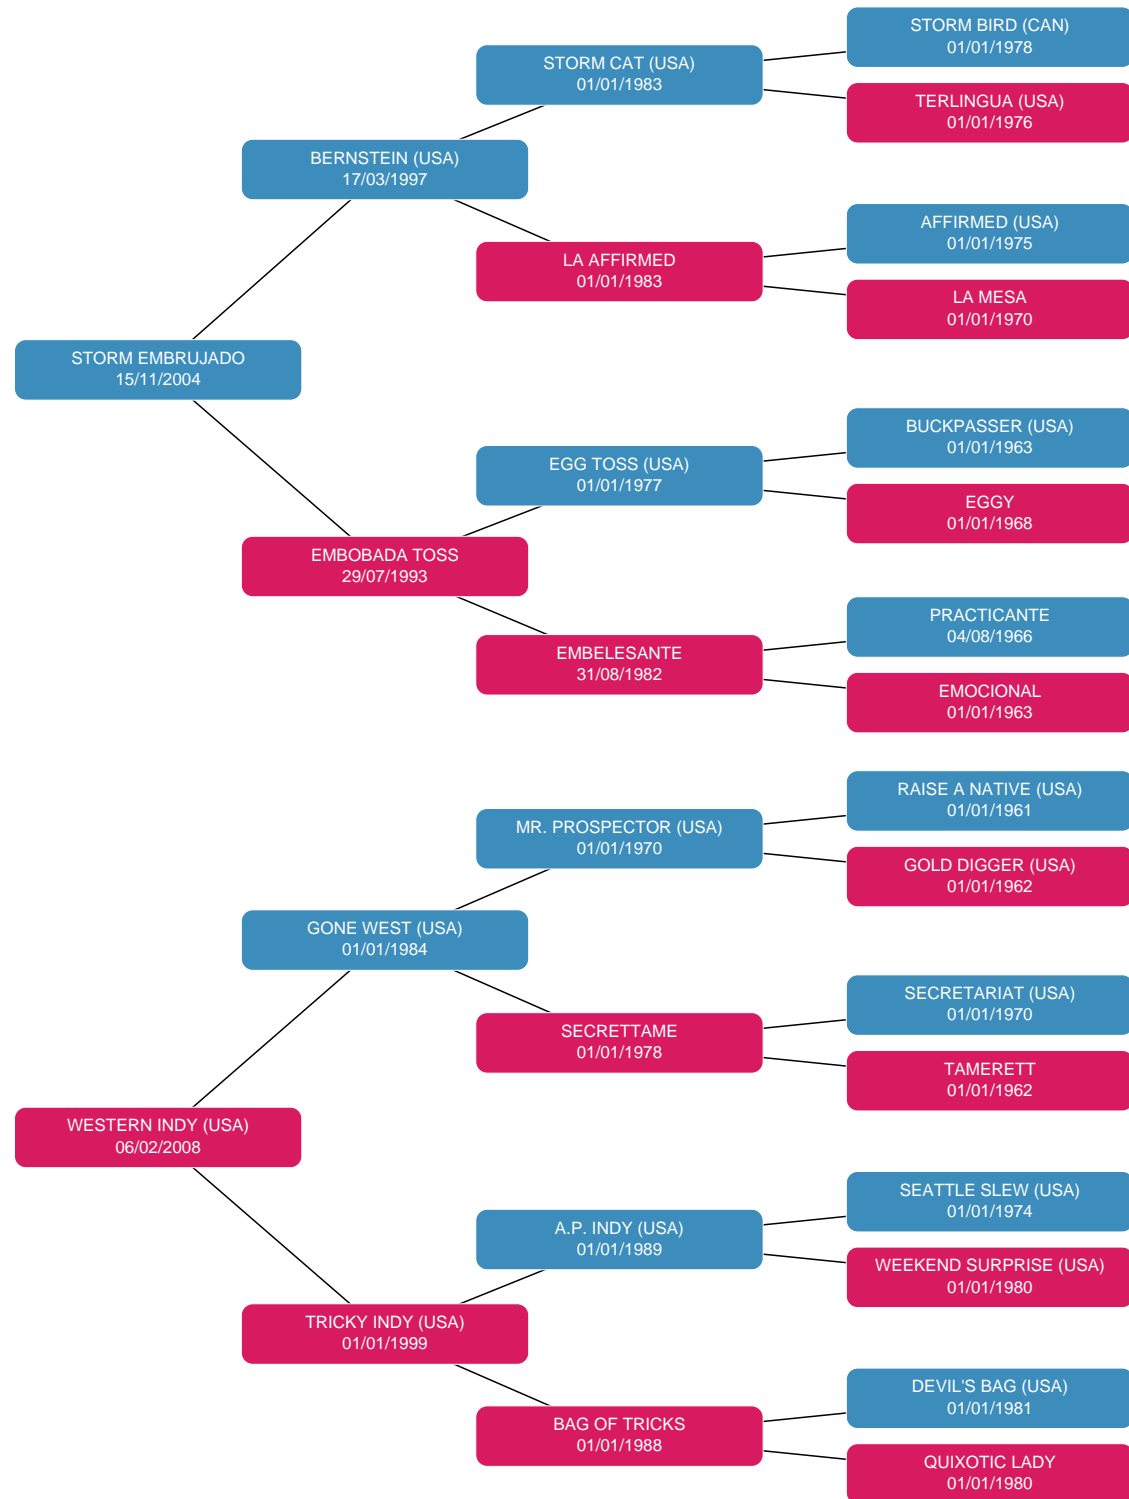 STORM BIRD (CAN)
01/01/1978
STORM CAT (USA)
01/01/1983
TERLINGUA (USA)
01/01/1976
BERNSTEIN (USA)
17/03/1997
AFFIRMED (USA)
01/01/1975
LA AFFIRMED
01/01/1983
LA MESA
01/01/1970
STORM EMBRUJADO
15/11/2004
BUCKPASSER (USA)
01/01/1963
EGG TOSS (USA)
01/01/1977
EGGY
01/01/1968
EMBOBADA TOSS
29/07/1993
PRACTICANTE
04/08/1966
EMBELESANTE
31/08/1982
EMOCIONAL
01/01/1963
RAISE A NATIVE (USA)
01/01/1961
MR. PROSPECTOR (USA)
01/01/1970
GOLD DIGGER (USA)
01/01/1962
GONE WEST (USA)
01/01/1984
SECRETARIAT (USA)
01/01/1970
SECRETTAME
01/01/1978
TAMERETT
01/01/1962
WESTERN INDY (USA)
06/02/2008
SEATTLE SLEW (USA)
01/01/1974
A.P. INDY (USA)
01/01/1989
WEEKEND SURPRISE (USA)
01/01/1980
TRICKY INDY (USA)
01/01/1999
DEVIL'S BAG (USA)
01/01/1981
BAG OF TRICKS
01/01/1988
QUIXOTIC LADY
01/01/1980